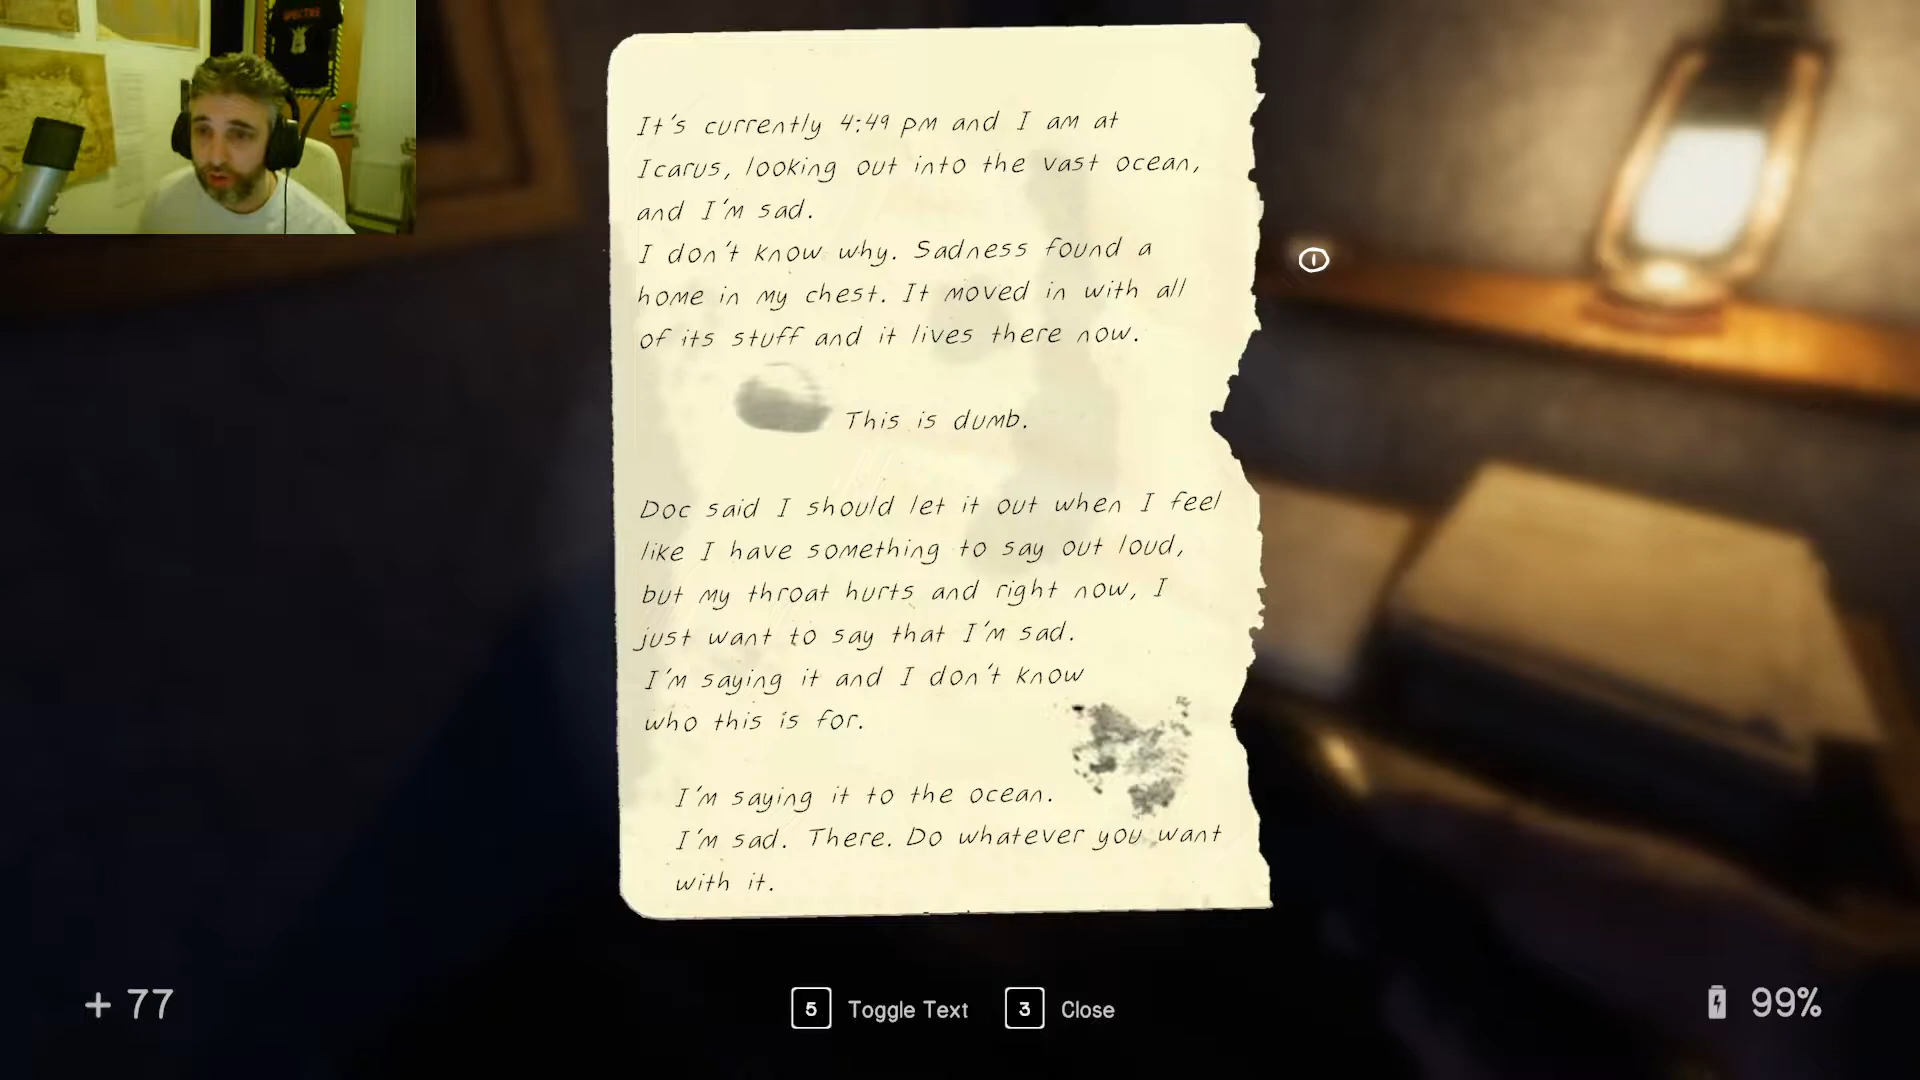 SPECTRE
It's currently 4:49 pm and I am at
Icarus, looking out into the vast ocean,
and I'm sad.
I don't know why. Sadness found a
home in my chest. It moved in with all
of its stuff and it lives there now.
This is dumb.
Doc said I should let it out when I feel
like I have something to say out loud,
but my throat hurts and right now, I
just want to say that I'm sad.
I'm saying it and I don't know
who this is for.
I'm saying it to the ocean.
I'm sad. There. Do whatever you want
with it.
+ 77
5 Toggle Text 3 Close
99%